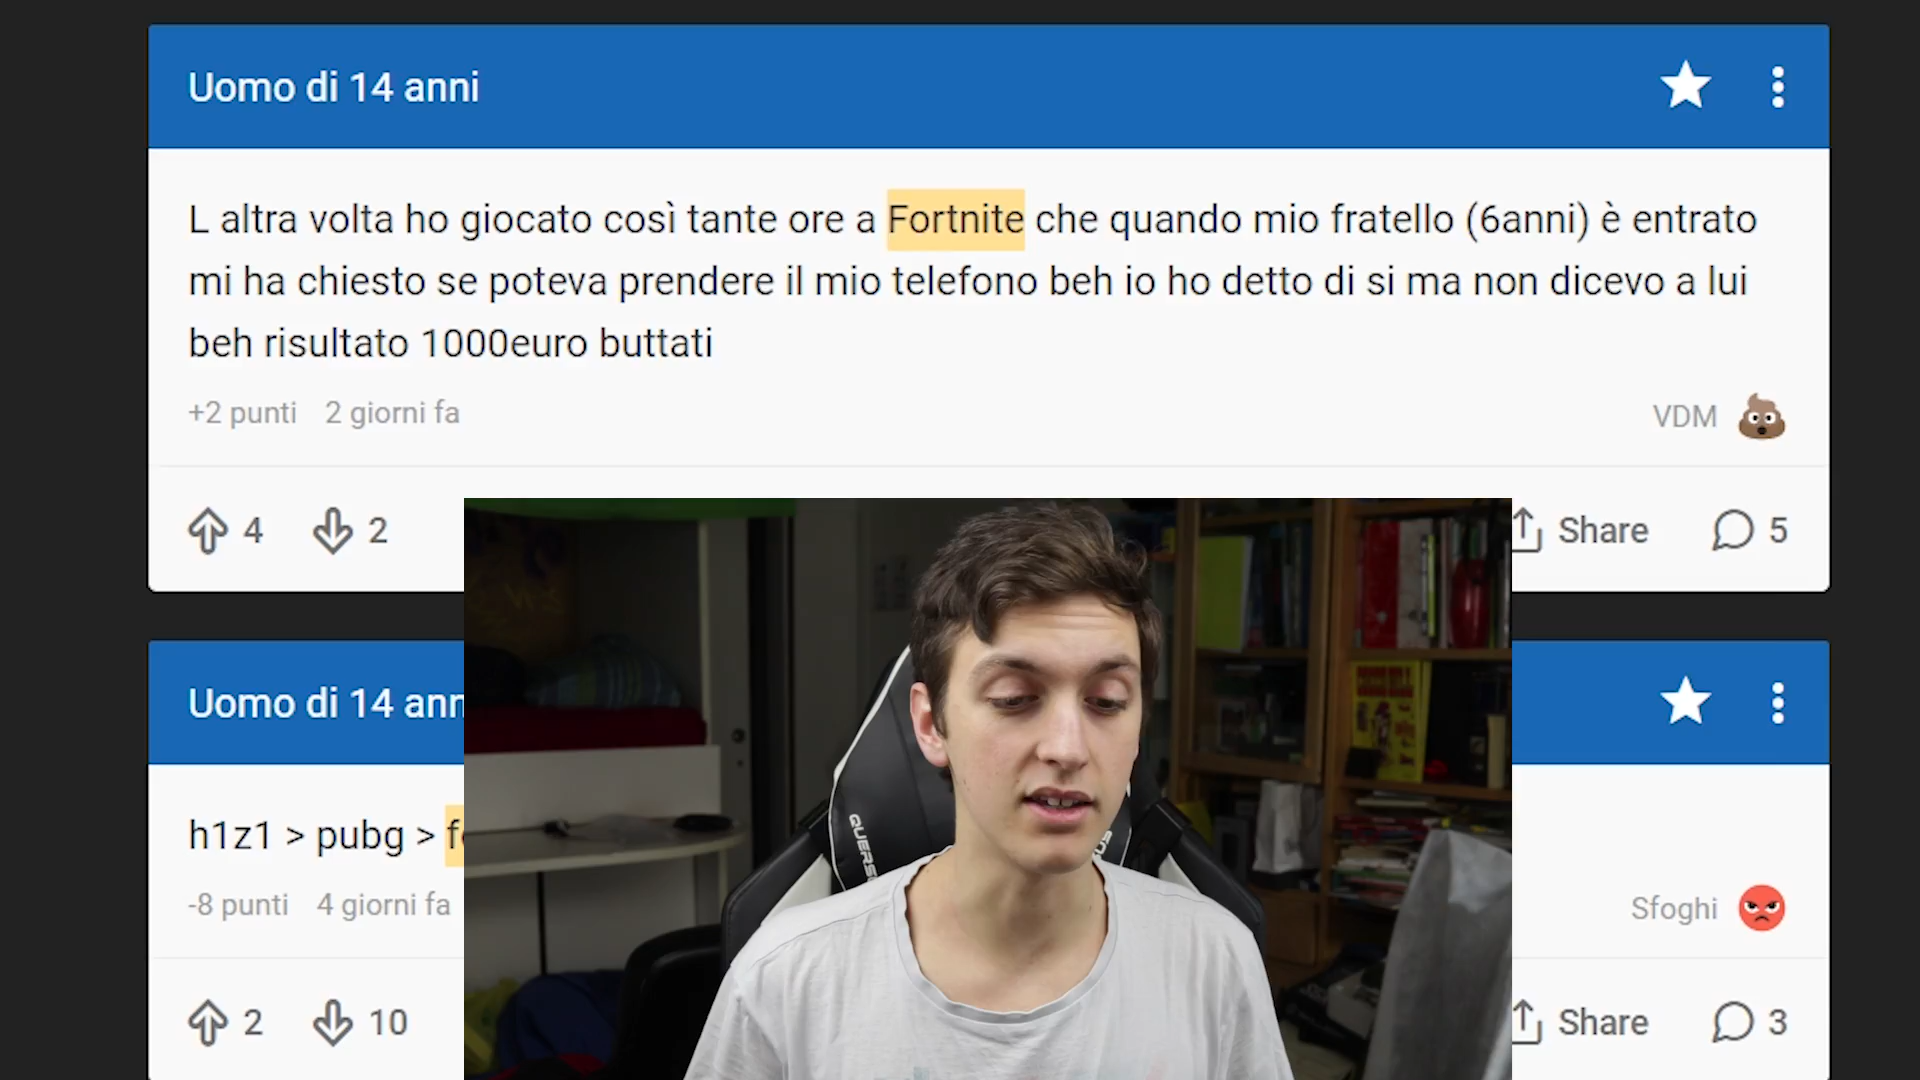 Uomo di 14 anni
L altra volta ho giocato così tante ore a Fortnite che quando mio fratello (6anni) è entrato
mi ha chiesto se poteva prendere il mio telefono beh io ho detto di si ma non dicevo a lui
beh risultato 1000euro buttati
+2 punti 2 giorni fa VDM
4 2 Share 5
Uomo di 14 ann
h1z1 > pubg > f
-8 punti 4 giorni fa Sfoghi
2 10 Share 3